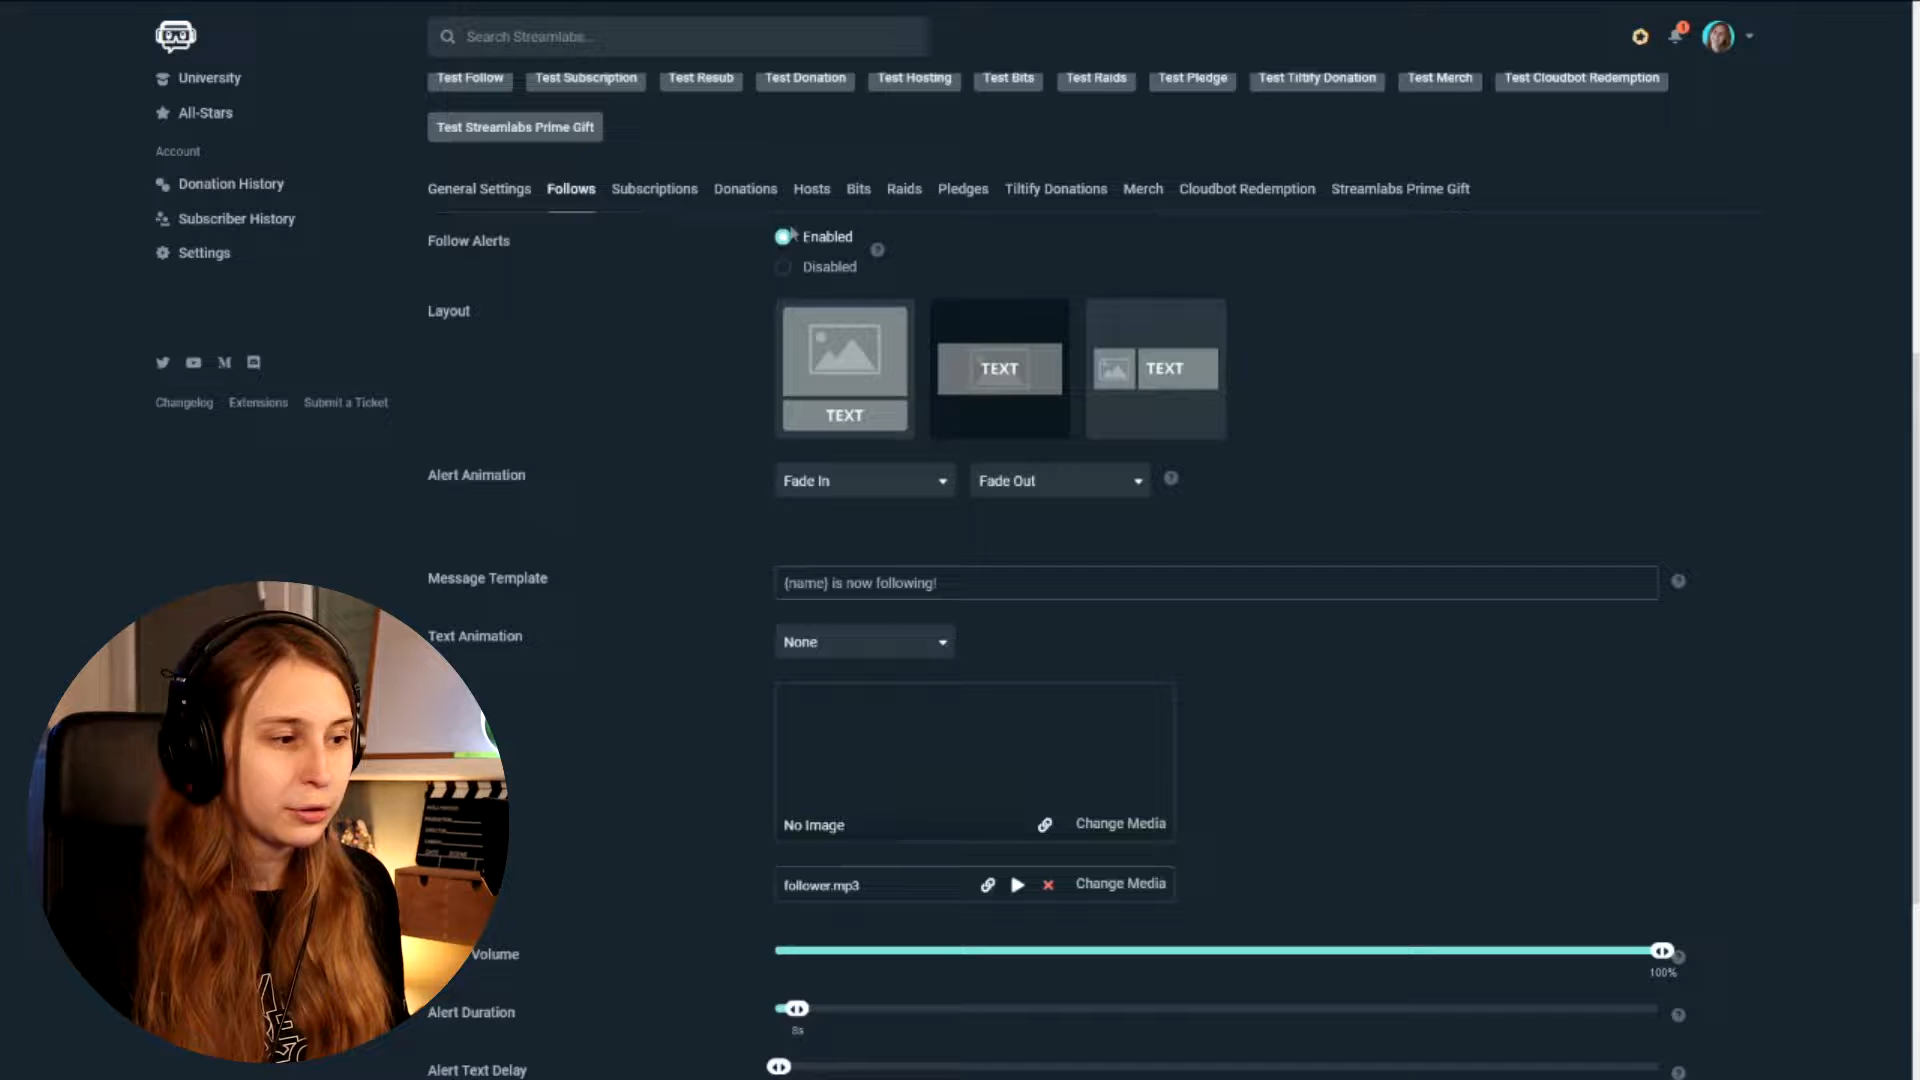 Search Streamlabs...
1
University
All-Stars
Account
Donation History
Subscriber History
Settings
Changelog Extensions Submit a Ticket
Test Follow Test Subscription Test Resub Test Donation Test Hosting Test Bits Test Raids Test Pledge Test Tiltify Donation Test Merch Test Cloudbot Redemption
Test Streamlabs Prime Gift
General Settings Follows Subscriptions Donations Hosts Bits Raids Pledges Tiltify Donations Merch Cloudbot Redemption Streamlabs Prime Gift
Follow Alerts
Enabled
Disabled
Layout
TEXT
TEXT
TEXT
Alert Animation
Fade In
Fade Out
Message Template
{name} is now following!
Text Animation
None
No Image
Change Media
follower.mp3
Change Media
Volume
100%
Alert Duration
8s
Alert Text Delay